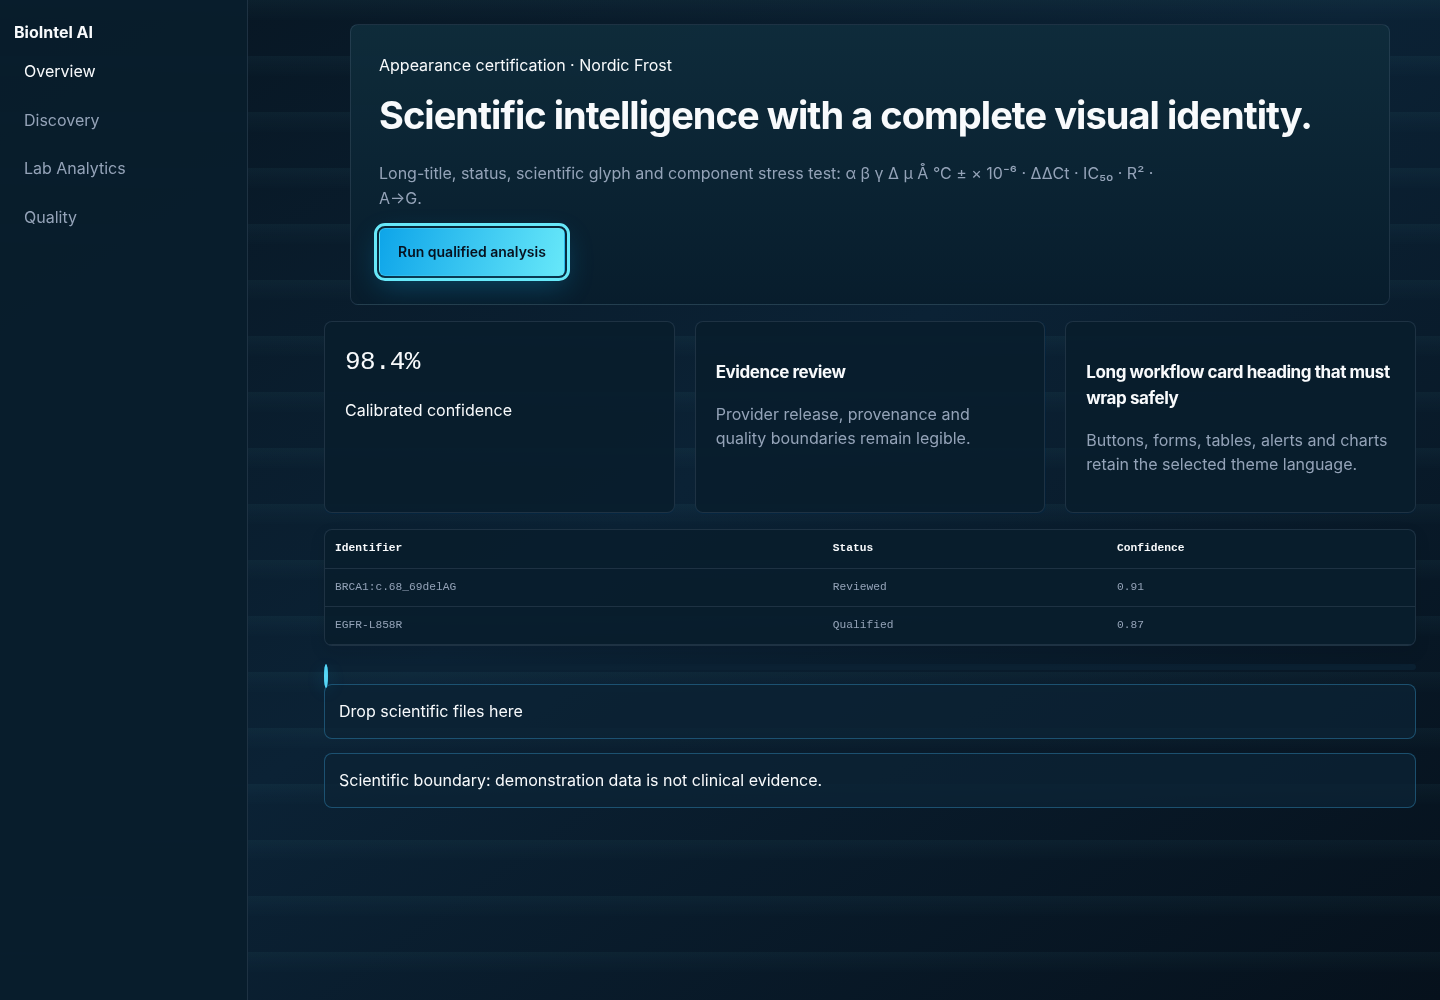 BioIntel AI
Overview
Discovery
Lab Analytics
Quality
Appearance certification · Nordic Frost
Scientific intelligence with a complete visual identity.
Long-title, status, scientific glyph and component stress test: α β γ Δ μ Å °C ± × 10⁻⁶ · ΔΔCt · IC₅₀ · R² ·
A→G.
Run qualified analysis
98.4%
Calibrated confidence
Evidence review
Provider release, provenance and
quality boundaries remain legible.
Long workflow card heading that must
wrap safely
Buttons, forms, tables, alerts and charts
retain the selected theme language.
Identifier Status Confidence
BRCA1:c.68_69delAG Reviewed 0.91
EGFR-L858R Qualified 0.87
Drop scientific files here
Scientific boundary: demonstration data is not clinical evidence.